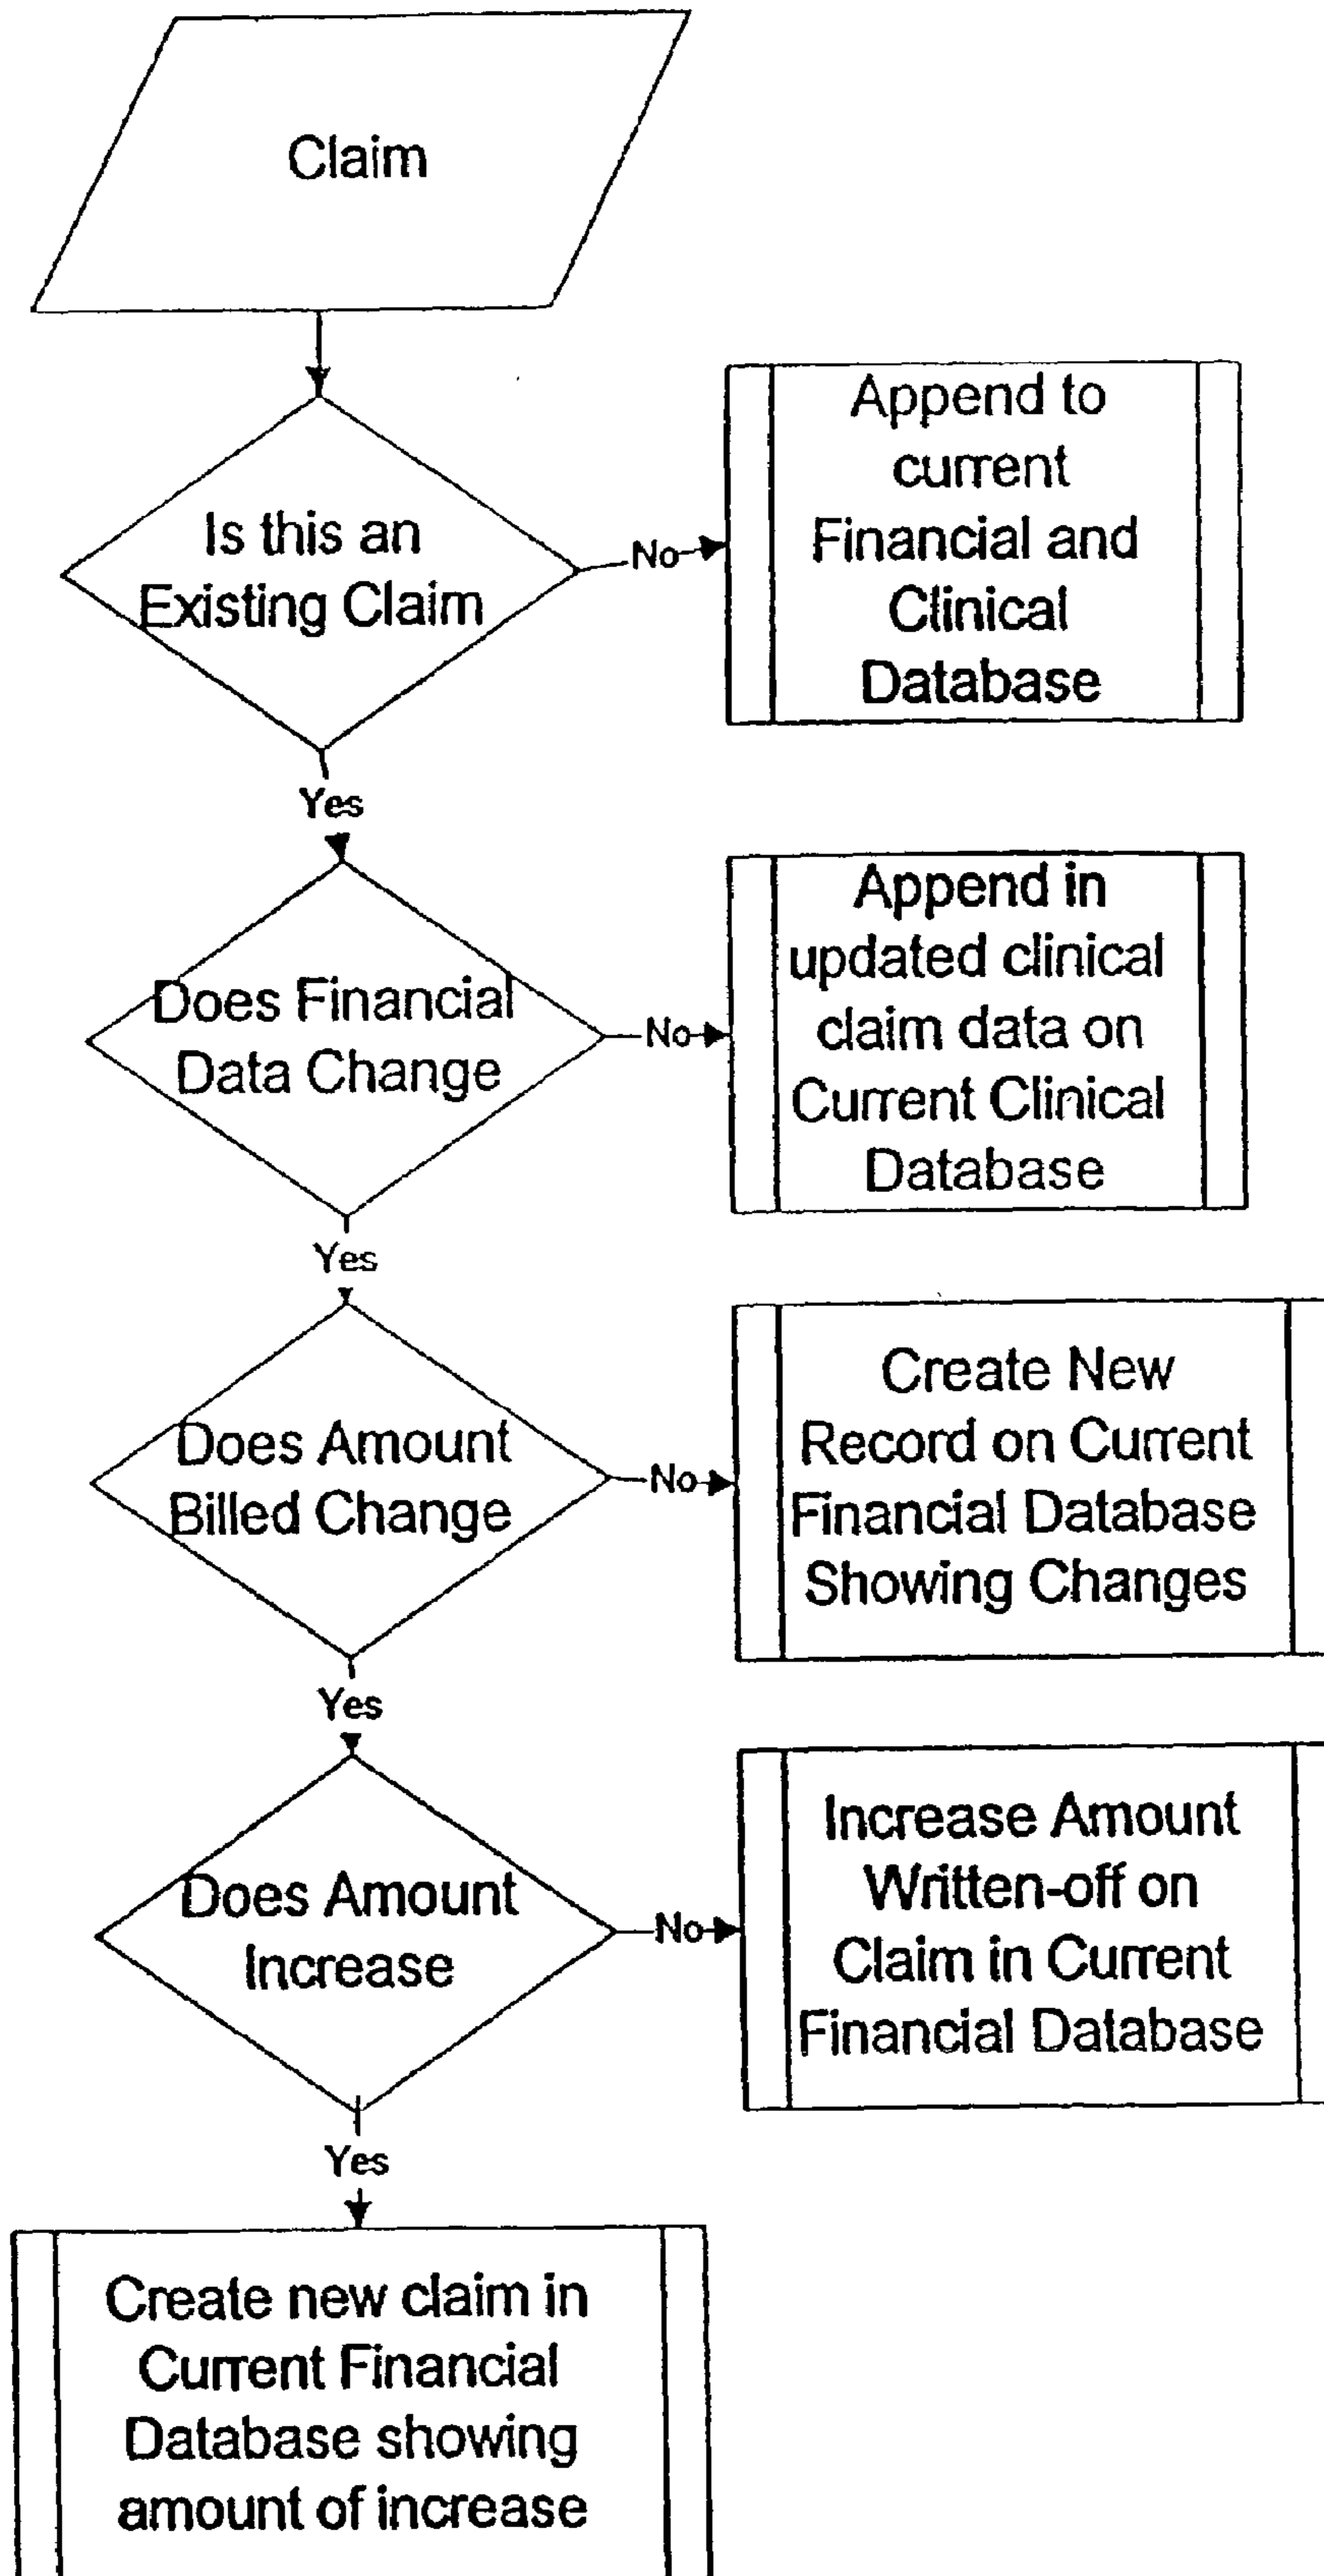 Claim
Is this an
Existing Claim
No
Append to
current
Financial and
Clinical
Database
Yes
Does Financial
Data Change
No
Append in
updated clinical
claim data on
Current Clinical
Database
Yes
Does Amount
Billed Change
No
Create New
Record on Current
Financial Database
Showing Changes
Yes
Does Amount
Increase
No
Increase Amount
Written-off on
Claim in Current
Financial Database
Yes
Create new claim in
Current Financial
Database showing
amount of increase